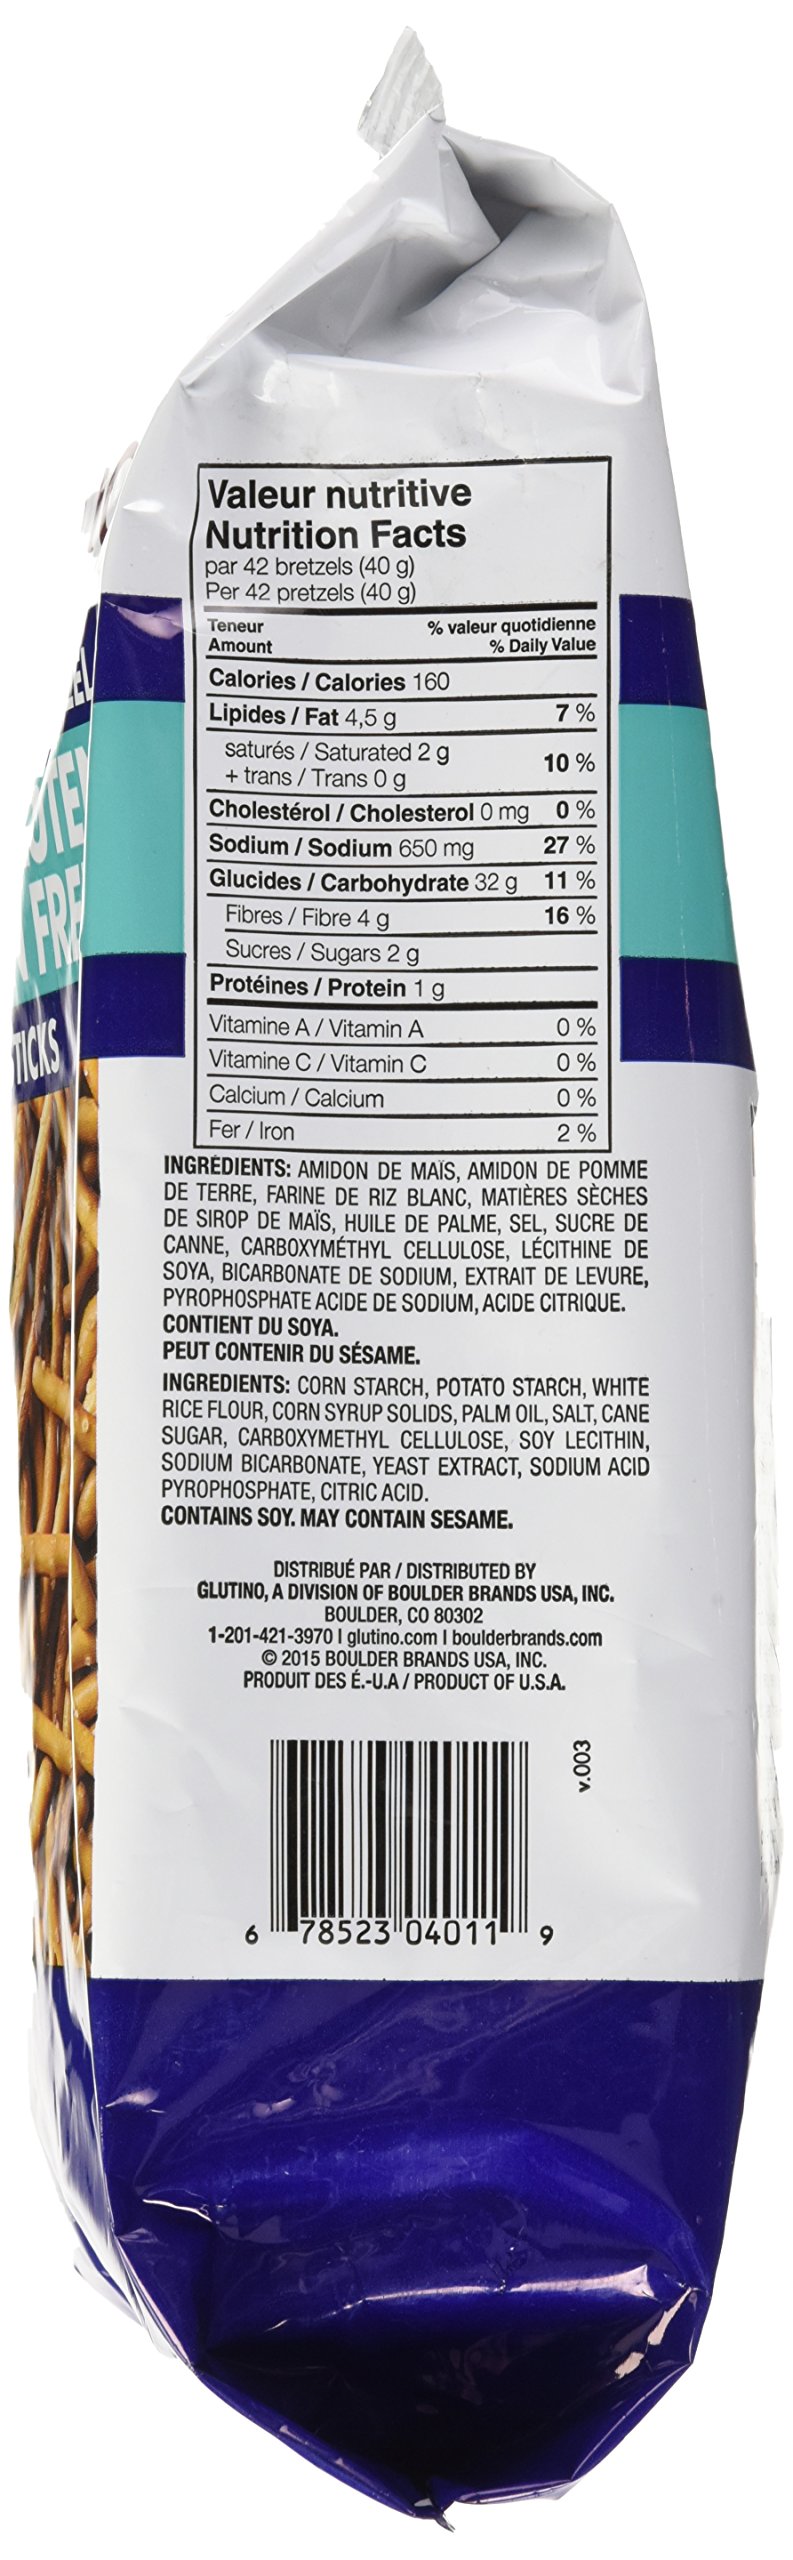 Valeur nutritive
Nutrition Facts
par 42 bretzels (40 g)
Per 42 pretzels (40 g)
Teneur % valeur quotidienne
Amount % Daily Value
Calories / Calories 160
Lipides / Fat 4,5 g 7 %
saturés / Saturated 2 g
+ trans / Trans 0 g 10 %
Cholestérol / Cholesterol 0 mg 0 %
Sodium / Sodium 650 mg 27 %
Glucides / Carbohydrate 32 g 11 %
Fibres / Fibre 4 g 16 %
Sucres / Sugars 2 g
Protéines / Protein 1 g
Vitamine A / Vitamin A 0 %
Vitamine C / Vitamin C 0 %
Calcium / Calcium 0 %
Fer / Iron 2 %
INGRÉDIENTS: AMIDON DE MAÏS, AMIDON DE POMME
DE TERRE, FARINE DE RIZ BLANC, MATIÈRES SÈCHES
DE SIROP DE MAÏS, HUILE DE PALME, SEL, SUCRE DE
CANNE, CARBOXYMÉTHYL CELLULOSE, LÉCITHINE DE
SOYA, BICARBONATE DE SODIUM, EXTRAIT DE LEVURE,
PYROPHOSPHATE ACIDE DE SODIUM, ACIDE CITRIQUE.
CONTIENT DU SOYA.
PEUT CONTENIR DU SÉSAME.
INGREDIENTS: CORN STARCH, POTATO STARCH, WHITE
RICE FLOUR, CORN SYRUP SOLIDS, PALM OIL, SALT, CANE
SUGAR, CARBOXYMETHYL CELLULOSE, SOY LECITHIN,
SODIUM BICARBONATE, YEAST EXTRACT, SODIUM ACID
PYROPHOSPHATE, CITRIC ACID.
CONTAINS SOY. MAY CONTAIN SESAME.
DISTRIBUÉ PAR / DISTRIBUTED BY
GLUTINO, A DIVISION OF BOULDER BRANDS USA, INC.
BOULDER, CO 80302
1-201-421-3970 | glutino.com | boulderbrands.com
© 2015 BOULDER BRANDS USA, INC.
PRODUIT DES É.-U.A / PRODUCT OF U.S.A.
v.003
6 78523 04011 9
TICKS